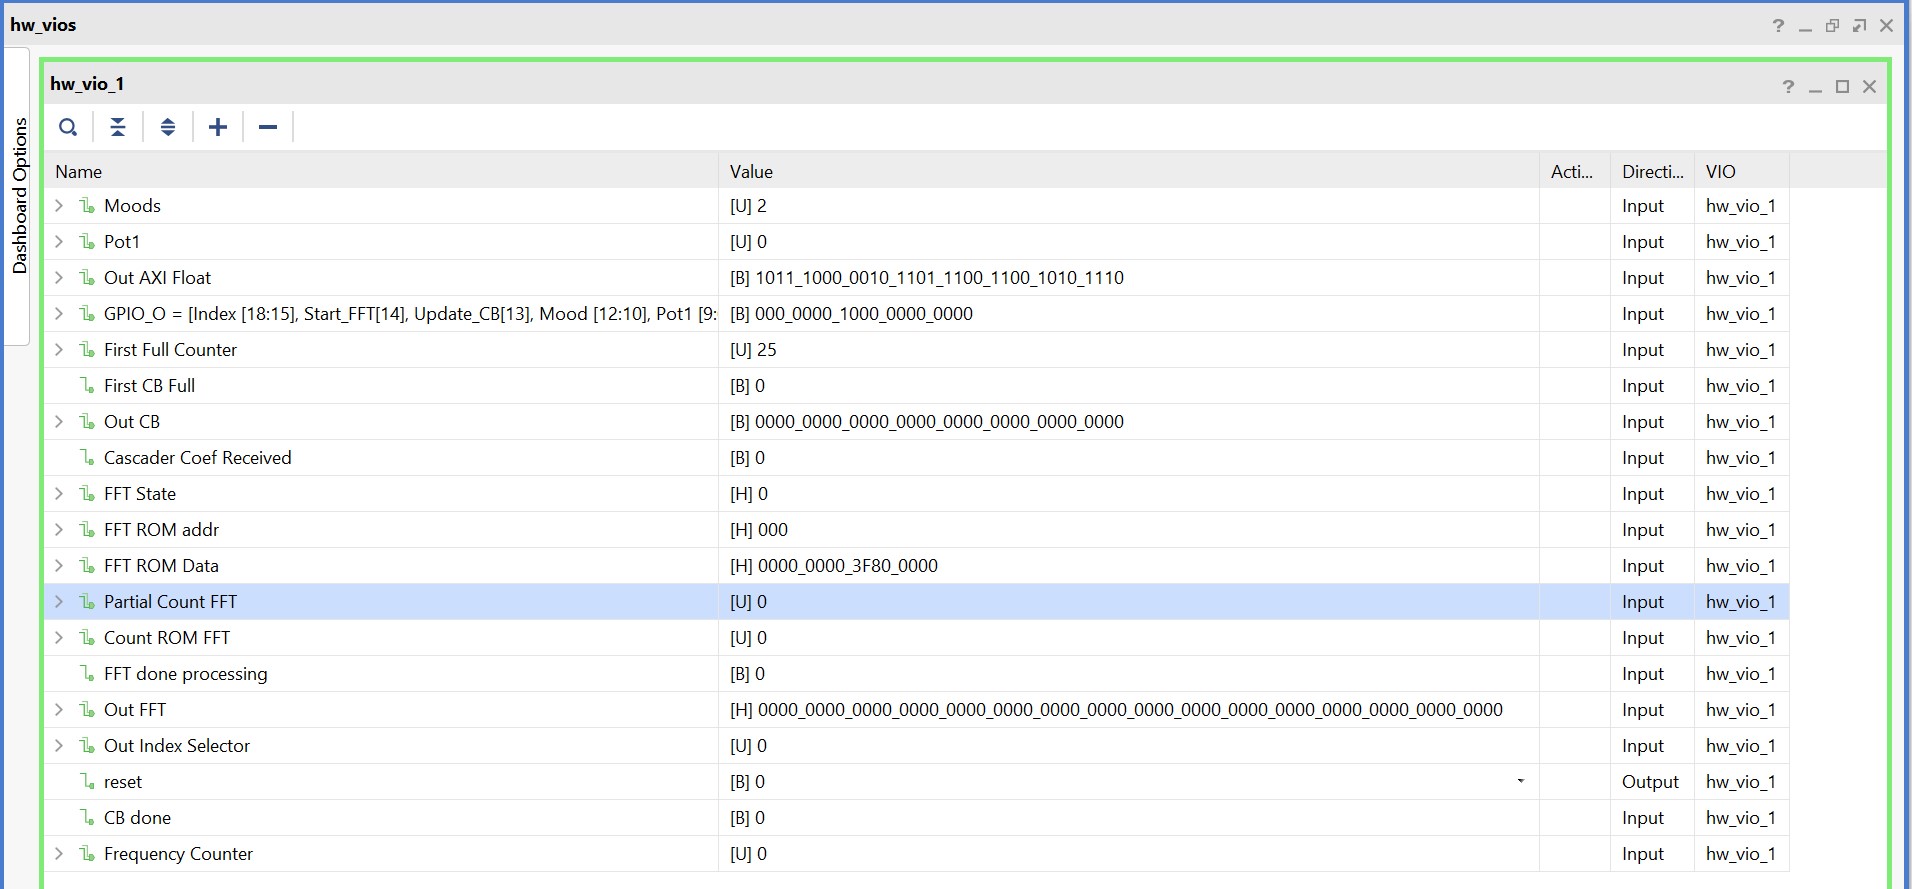 hw_vios
Dashboard Options
hw_vio_1
Name Value Acti... Directi... VIO
Moods [U] 2 Input hw_vio_1
Pot1 [U] 0 Input hw_vio_1
Out AXI Float [B] 1011_1000_0010_1101_1100_1100_1010_1110 Input hw_vio_1
GPIO_O = [Index [18:15], Start_FFT[14], Update_CB[13], Mood [12:10], Pot1 [9: [B] 000_0000_1000_0000_0000 Input hw_vio_1
First Full Counter [U] 25 Input hw_vio_1
First CB Full [B] 0 Input hw_vio_1
Out CB [B] 0000_0000_0000_0000_0000_0000_0000_0000 Input hw_vio_1
Cascader Coef Received [B] 0 Input hw_vio_1
FFT State [H] 0 Input hw_vio_1
FFT ROM addr [H] 000 Input hw_vio_1
FFT ROM Data [H] 0000_0000_3F80_0000 Input hw_vio_1
Partial Count FFT [U] 0 Input hw_vio_1
Count ROM FFT [U] 0 Input hw_vio_1
FFT done processing [B] 0 Input hw_vio_1
Out FFT [H] 0000_0000_0000_0000_0000_0000_0000_0000_0000_0000_0000_0000_0000_0000_0000_0000 Input hw_vio_1
Out Index Selector [U] 0 Input hw_vio_1
reset [B] 0 Output hw_vio_1
CB done [B] 0 Input hw_vio_1
Frequency Counter [U] 0 Input hw_vio_1